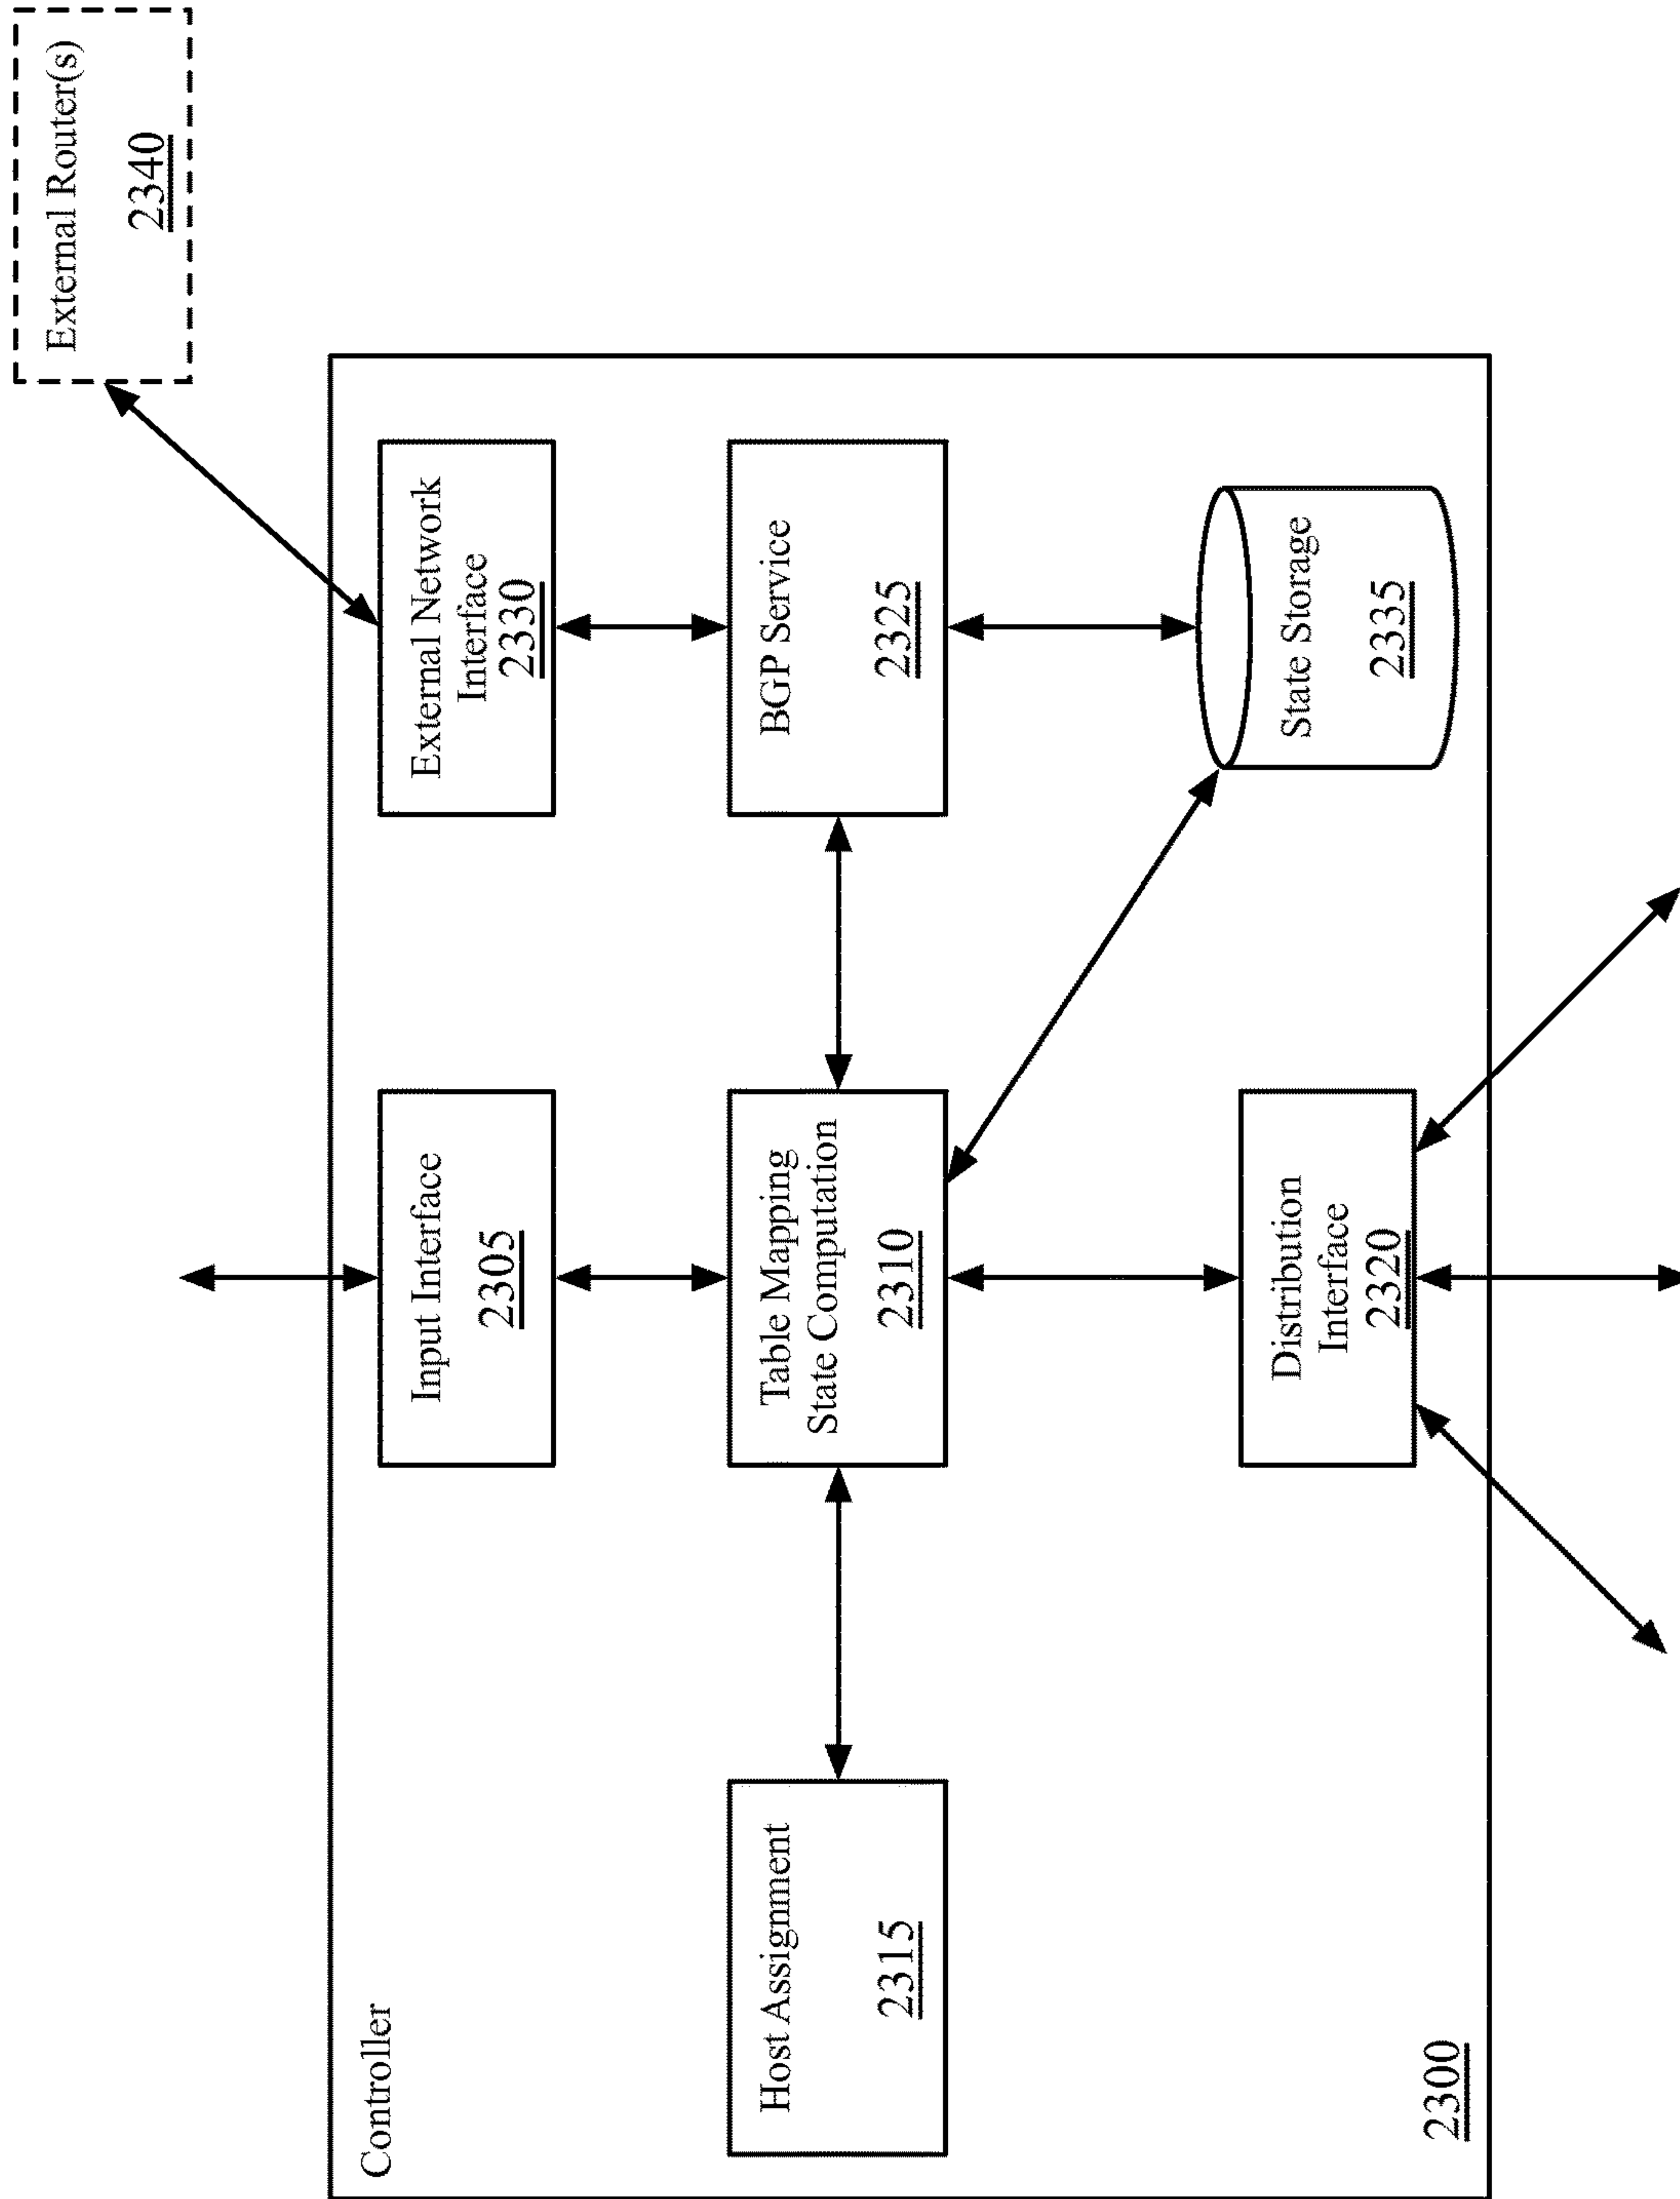 External Router(s)
2340
Controller
Input Interface
2305
External Network
Interface
2330
Host Assignment
2315
Table Mapping
State Computation
2310
BGP Service
2325
Distribution
Interface
2320
State Storage
2335
2300